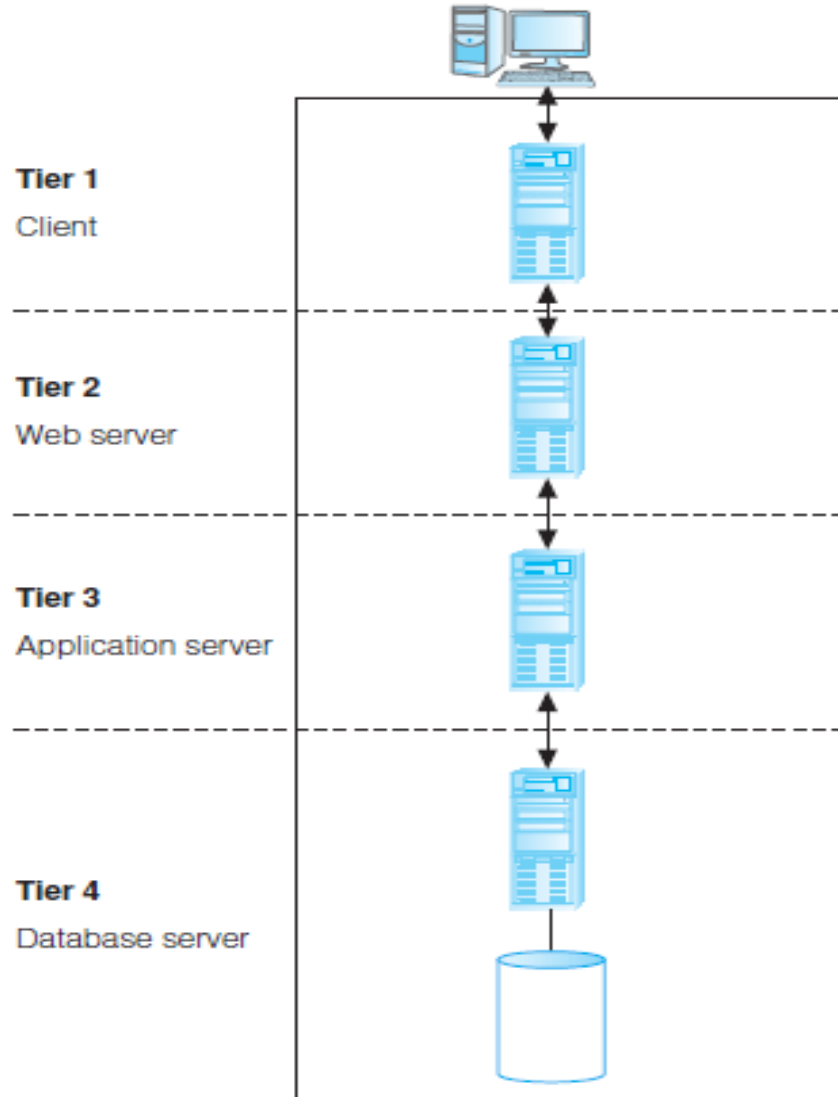 Tier 1
Client
Tier 2
Web server
Tier 3
Application server
Tier 4
Database server